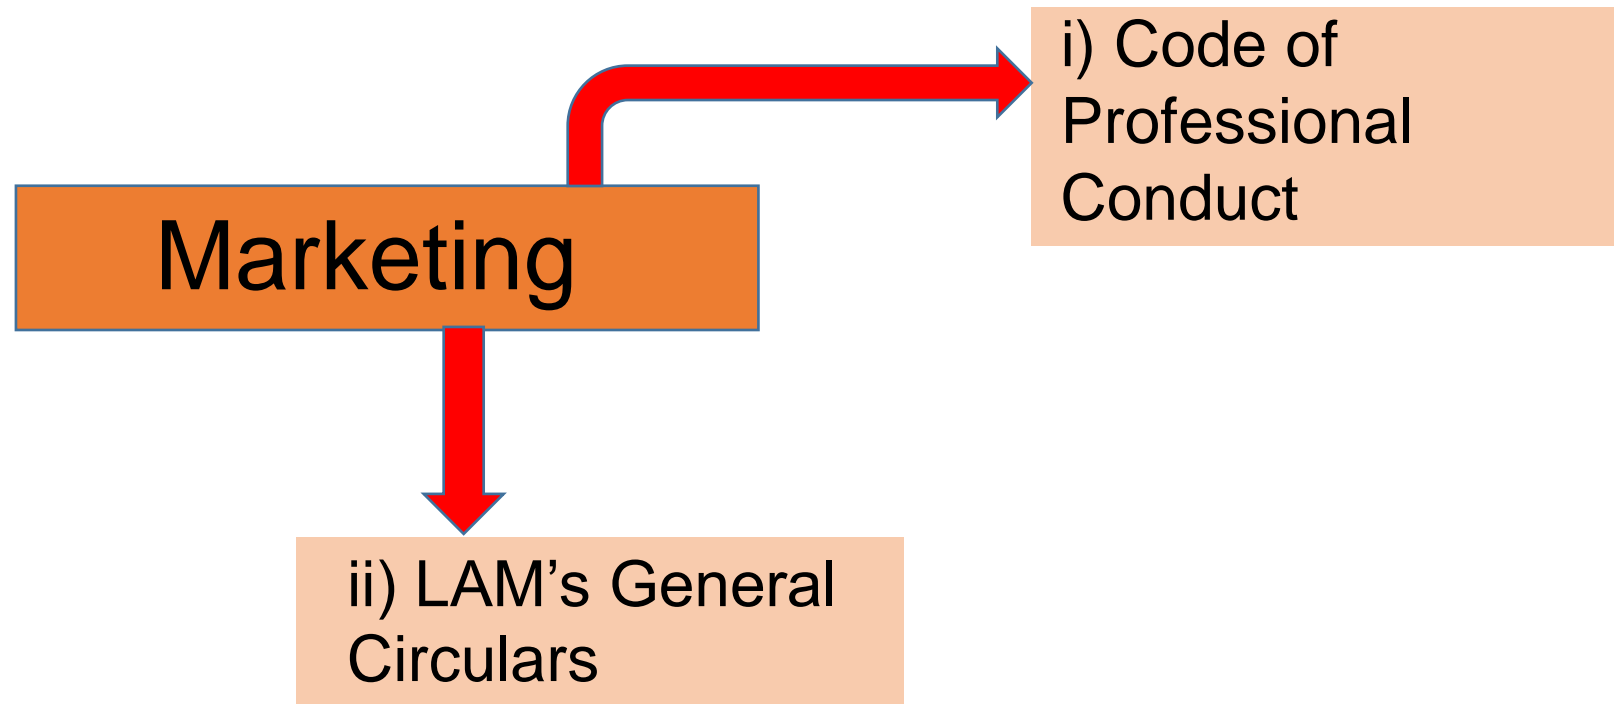 i) Code of
Professional
Conduct
Marketing
ii) LAM’s General
Circulars